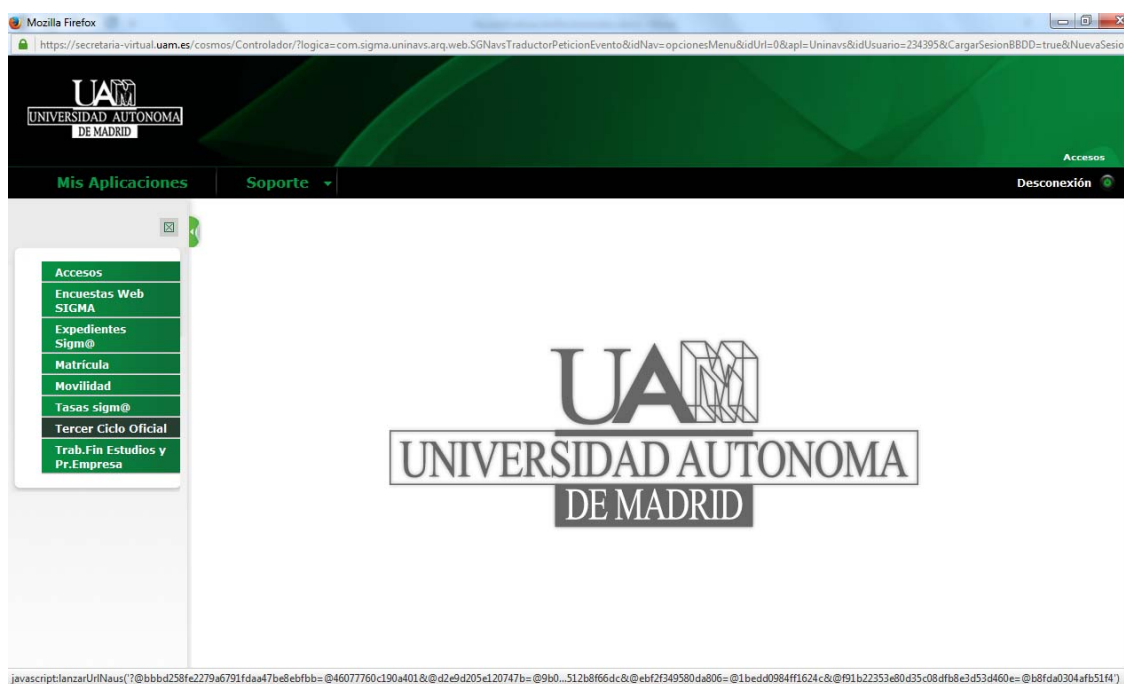 Mozilla Firefox
https://secretaria-virtual.uam.es/cosmos/Controlador/?logica=com.sigma.uninavs.arq.web.SGNavsTraductorPeticionEvento&idNav=opcionesMenu&idUrl=0&apl=Uninavs&idUsuario=234395&CargarSesionBBDD=true&NuevaSesio
UAM
UNIVERSIDAD AUTONOMA
DE MADRID
Accesos
Mis Aplicaciones
Soporte
Desconexión
Accesos
Encuestas Web
SIGMA
Expedientes
Sigm@
Matrícula
Movilidad
Tasas sigm@
Tercer Ciclo Oficial
Trab.Fin Estudios y
Pr.Empresa
UAM
UNIVERSIDAD AUTONOMA
DE MADRID
javascript:lanzarUrlNaus('?@bbbd258fe2279a6791fdaa47be8ebfbb=@46077760c190a401&@d2e9d205e120747b=@9b0...512b8f66dc&@ebf2f349580da806=@1bedd0984ff1624c&@f91b22353e80d35c08dfb8e3d53d460e=@b8fda0304afb51f4')